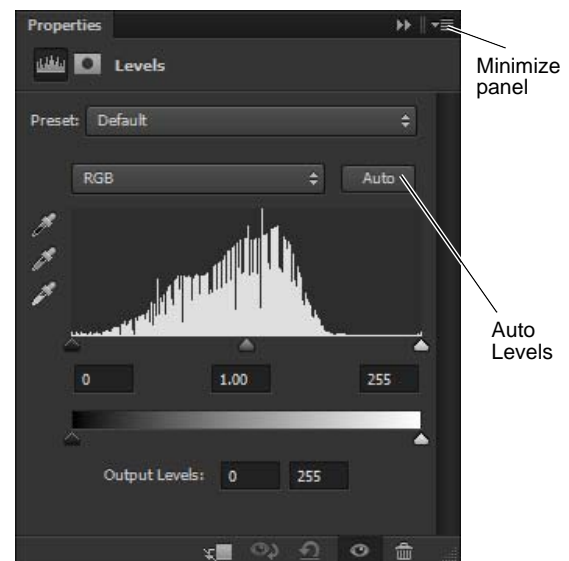 Properties
Minimize
panel
Levels
Preset: Default
RGB
Auto
Auto
Levels
0 1.00 255
Output Levels: 0 255